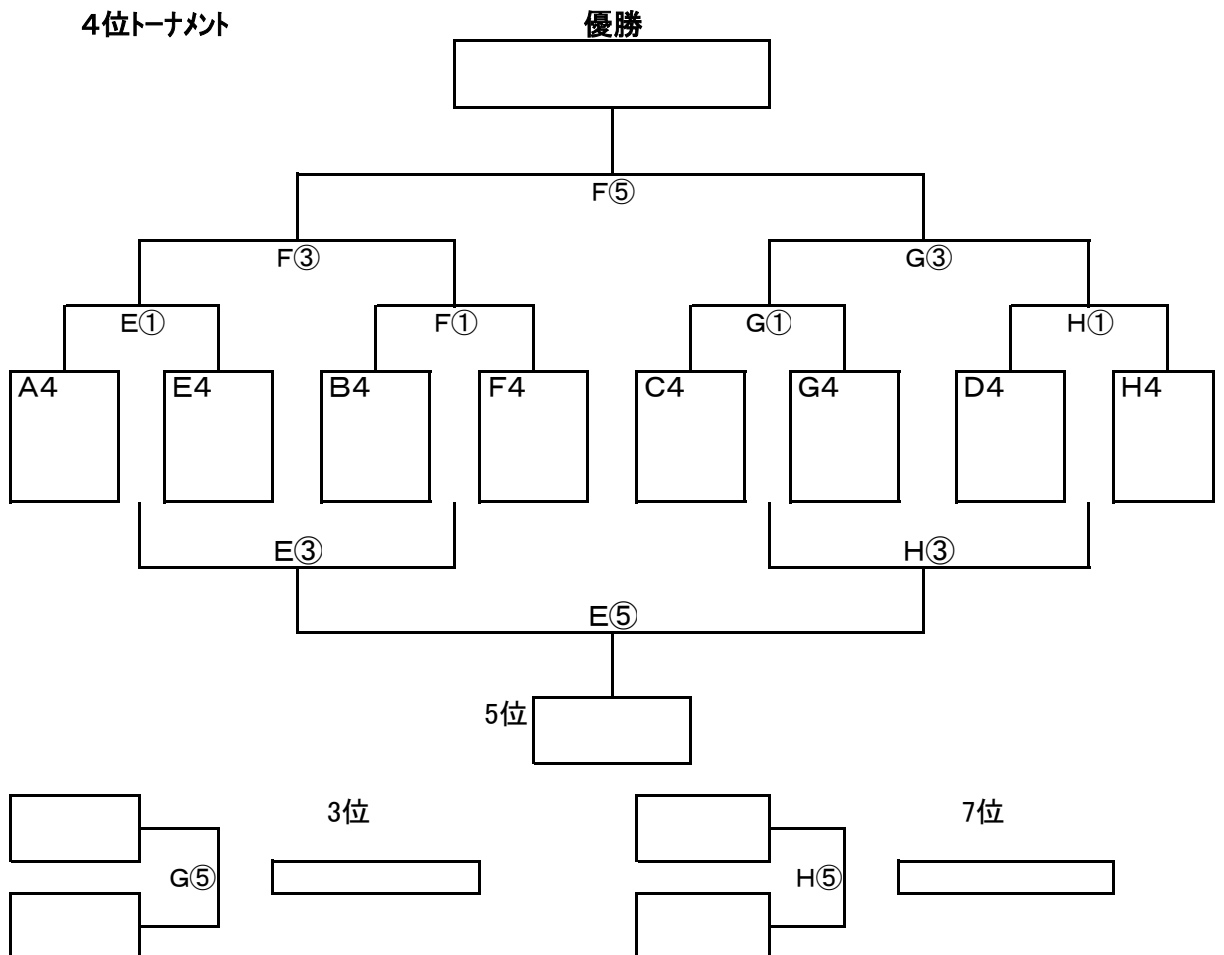 ４位トーナメント 優勝
F⑤
F③ G③
E① F① G① H①
A4 E4 B4 F4 C4 G4 D4 H4
E③ H③
E⑤
5位
3位 7位
G⑤ H⑤